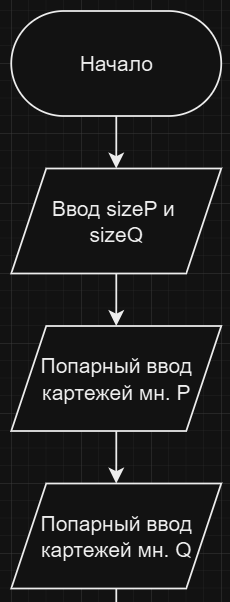 Начало
Ввод sizeP и
sizeQ
Попарный ввод
картежей мн. P
Попарный ввод
картежей мн. Q